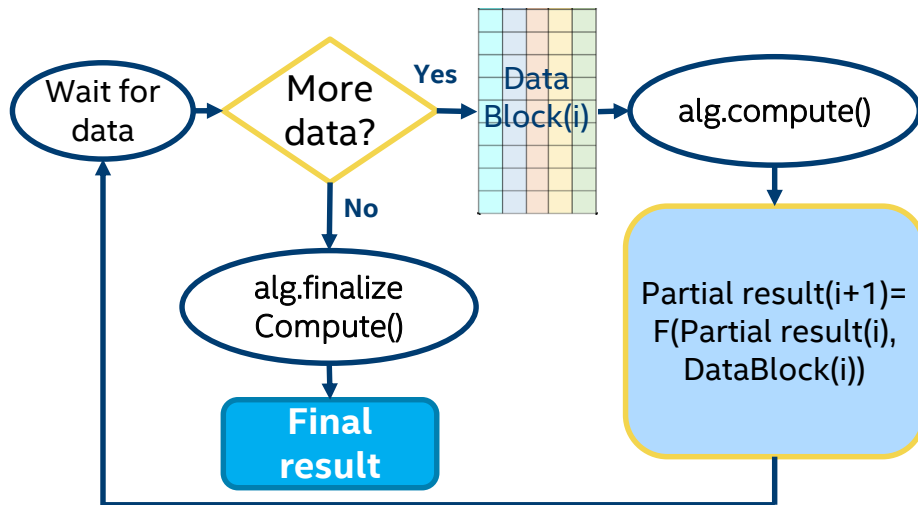 Wait for
data
More
data?
Yes
Data
Block(i)
alg.compute()
No
alg.finalize
Compute()
Final
result
Partial result(i+1)=
F(Partial result(i),
DataBlock(i))